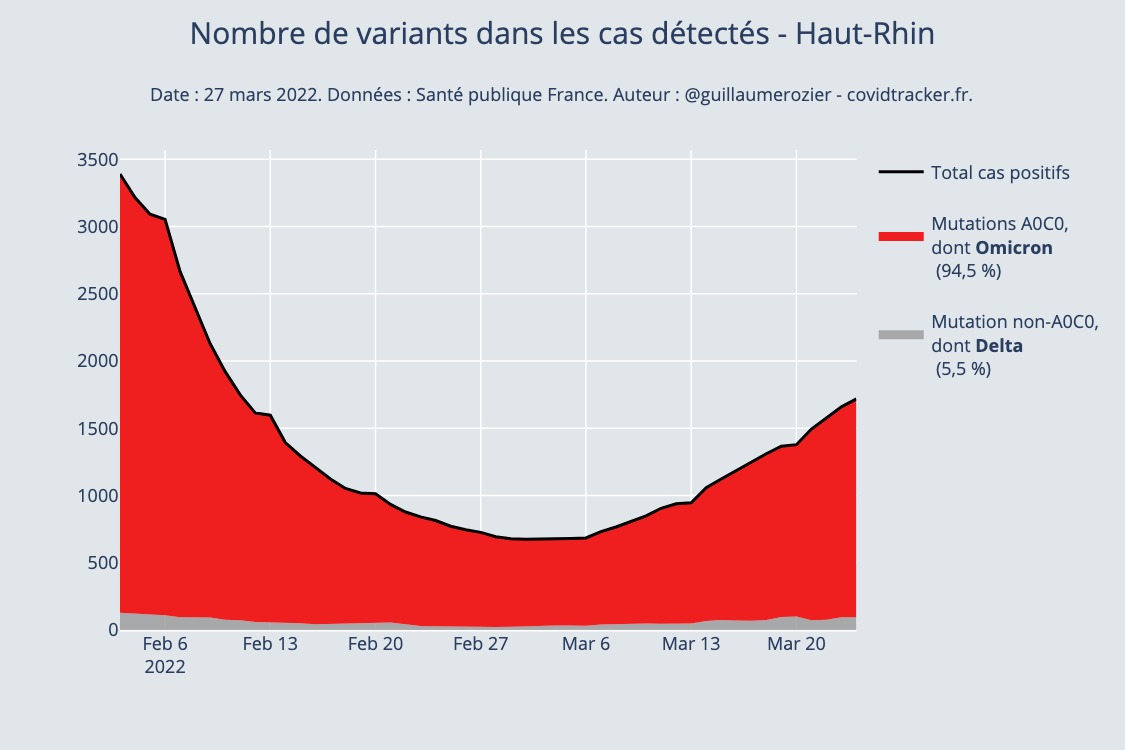 Nombre de variants dans les cas détectés - Haut-Rhin
Date : 27 mars 2022. Données : Santé publique France. Auteur : @guillaumerozier - covidtracker.fr.
3500
3000
2500
2000
1500
1000
500
0
Feb 6
2022
Feb 13
Feb 20
Feb 27
Mar 6
Mar 13
Mar 20
Total cas positifs
Mutations A0C0,
dont Omicron
(94,5 %)
Mutation non-A0C0,
dont Delta
(5,5 %)